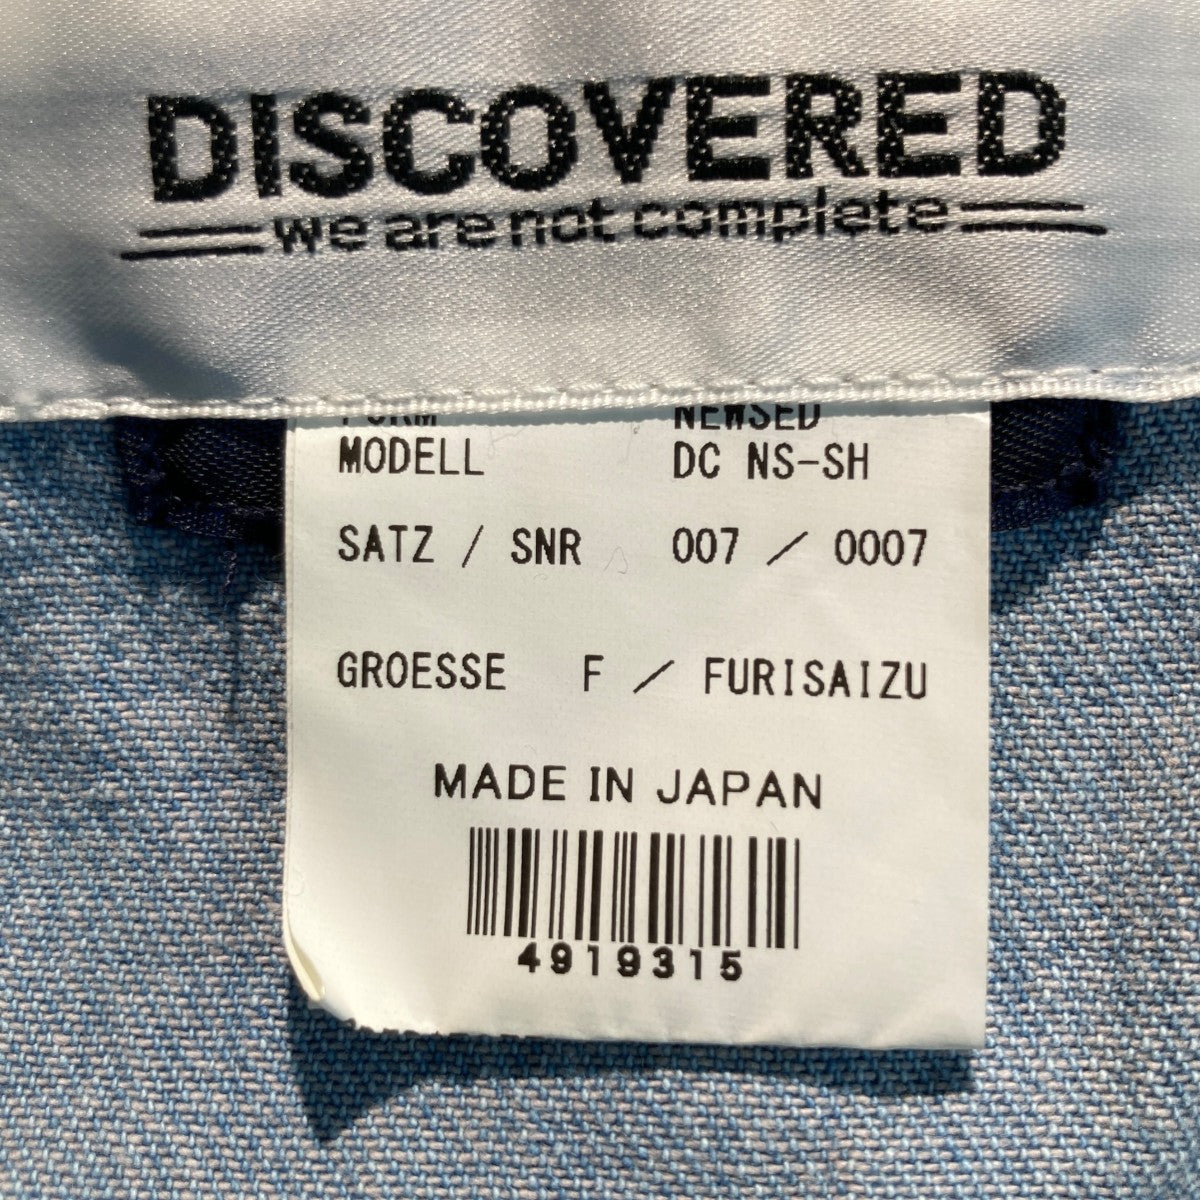 DISCOVERED
we are not complete
FORM NEWSED
MODELL DC NS-SH
SATZ / SNR 007 / 0007
GROESSE F / FURISAIZU
MADE IN JAPAN
4919315